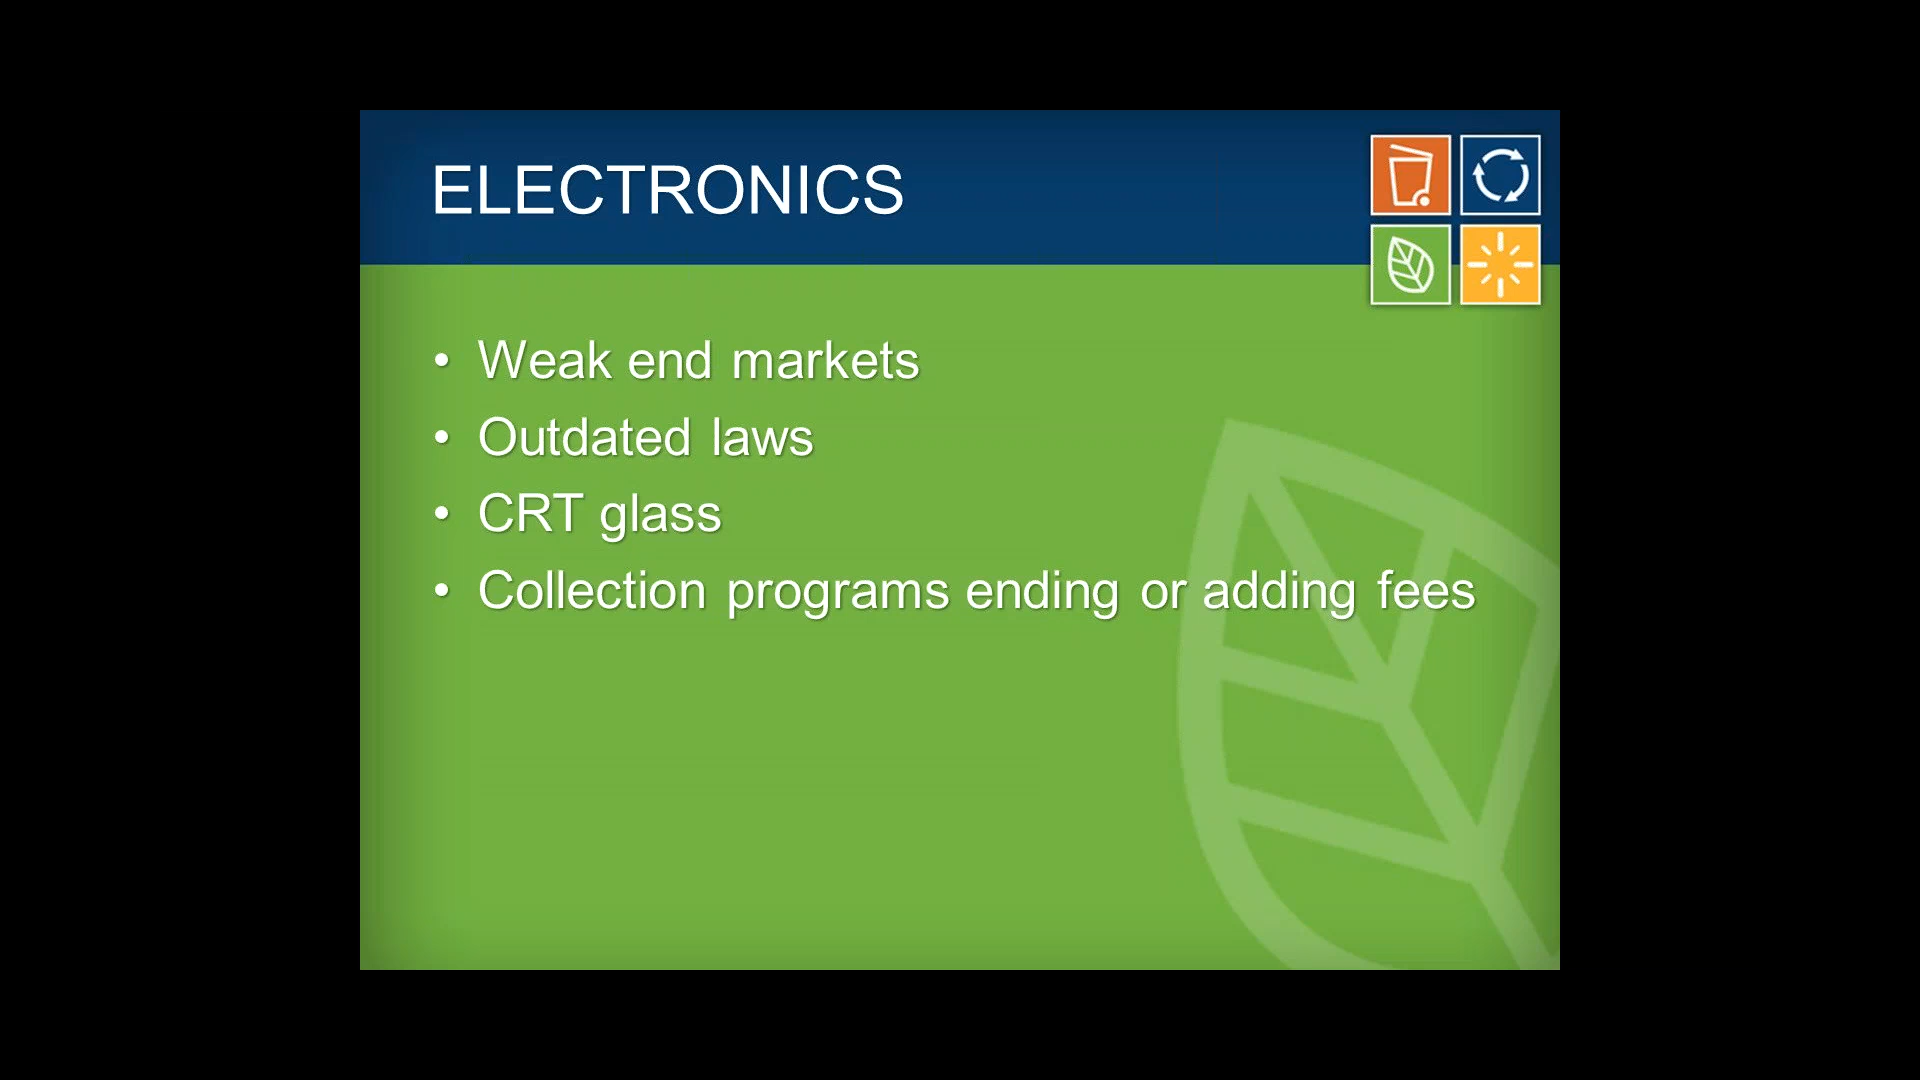 ELECTRONICS
• Weak end markets
• Outdated laws
• CRT glass
• Collection programs ending or adding fees